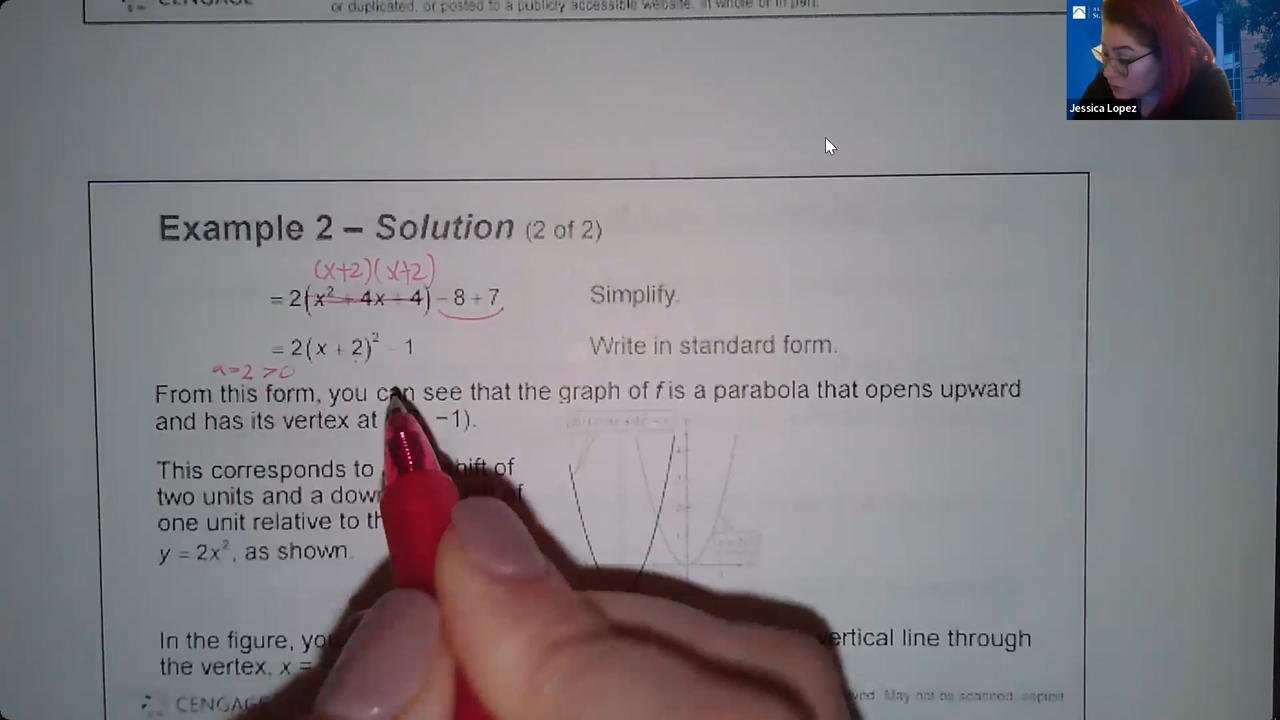 CENGAGE or duplicated, or posted to a publicly accessible website, in whole or in part.
Jessica Lopez
Example 2 – Solution (2 of 2)
(x+2)(x+2)
= 2(x² + 4x + 4) – 8 + 7 Simplify.
= 2(x + 2)² – 1 Write in standard form.
a=2 >0
From this form, you can see that the graph of f is a parabola that opens upward
and has its vertex at –1).
This corresponds to shift of
two units and a of
one unit relative to
y = 2x², as shown.
In the figure, vertical line through
the vertex, x =
CENGAGE May not be scanned, copied